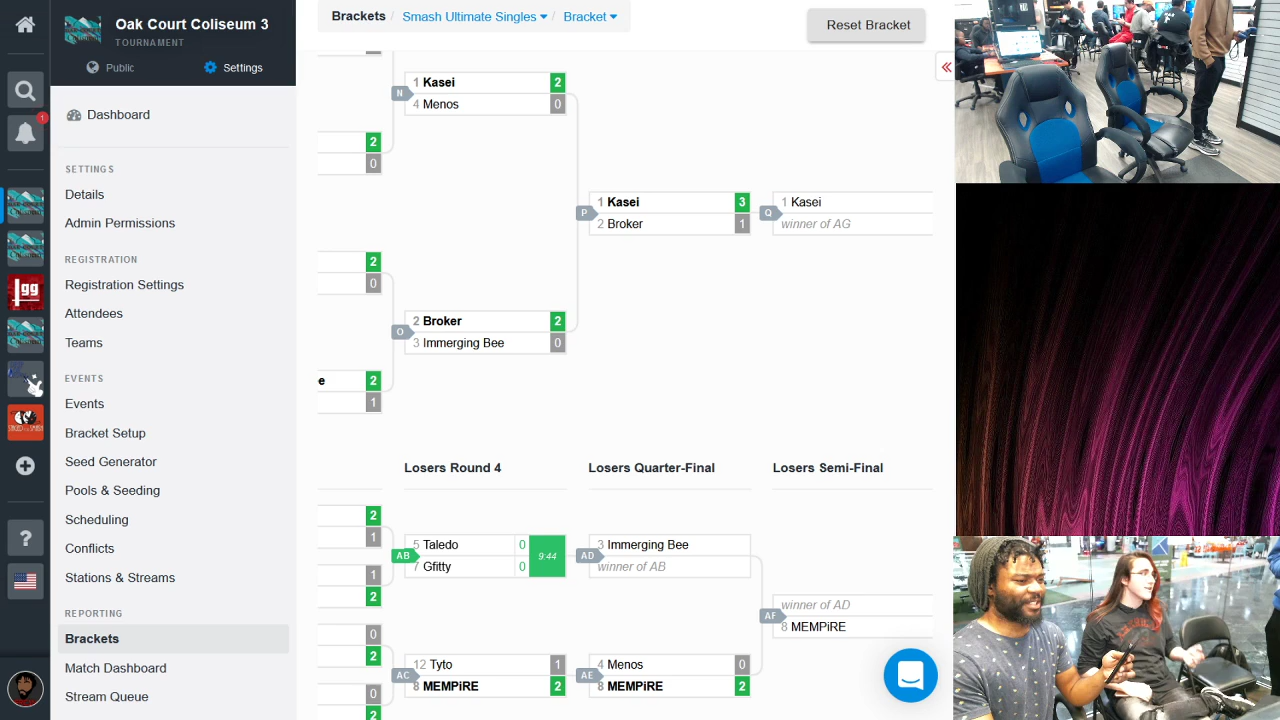 Oak Court Coliseum 3
TOURNAMENT
Public
Settings
Dashboard
SETTINGS
Details
Admin Permissions
REGISTRATION
Registration Settings
Attendees
Teams
EVENTS
Events
Bracket Setup
Seed Generator
Pools & Seeding
Scheduling
Conflicts
Stations & Streams
REPORTING
Brackets
Match Dashboard
Stream Queue
1
gg
?
Brackets / Smash Ultimate Singles / Bracket
Reset Bracket
N
1 Kasei 2
4 Menos 0
2
0
P
1 Kasei 3
2 Broker 1
Q
1 Kasei
winner of AG
2
0
O
2 Broker 2
3 Immerging Bee 0
e 2
1
Losers Round 4
Losers Quarter-Final
Losers Semi-Final
2
1
1
2
AB
5 Taledo 0
7 Gfitty 0
9:44
AD
3 Immerging Bee
winner of AB
AF
winner of AD
8 MEMPiRE
0
2
0
2
AC
12 Tyto 1
8 MEMPiRE 2
AE
4 Menos 0
8 MEMPiRE 2